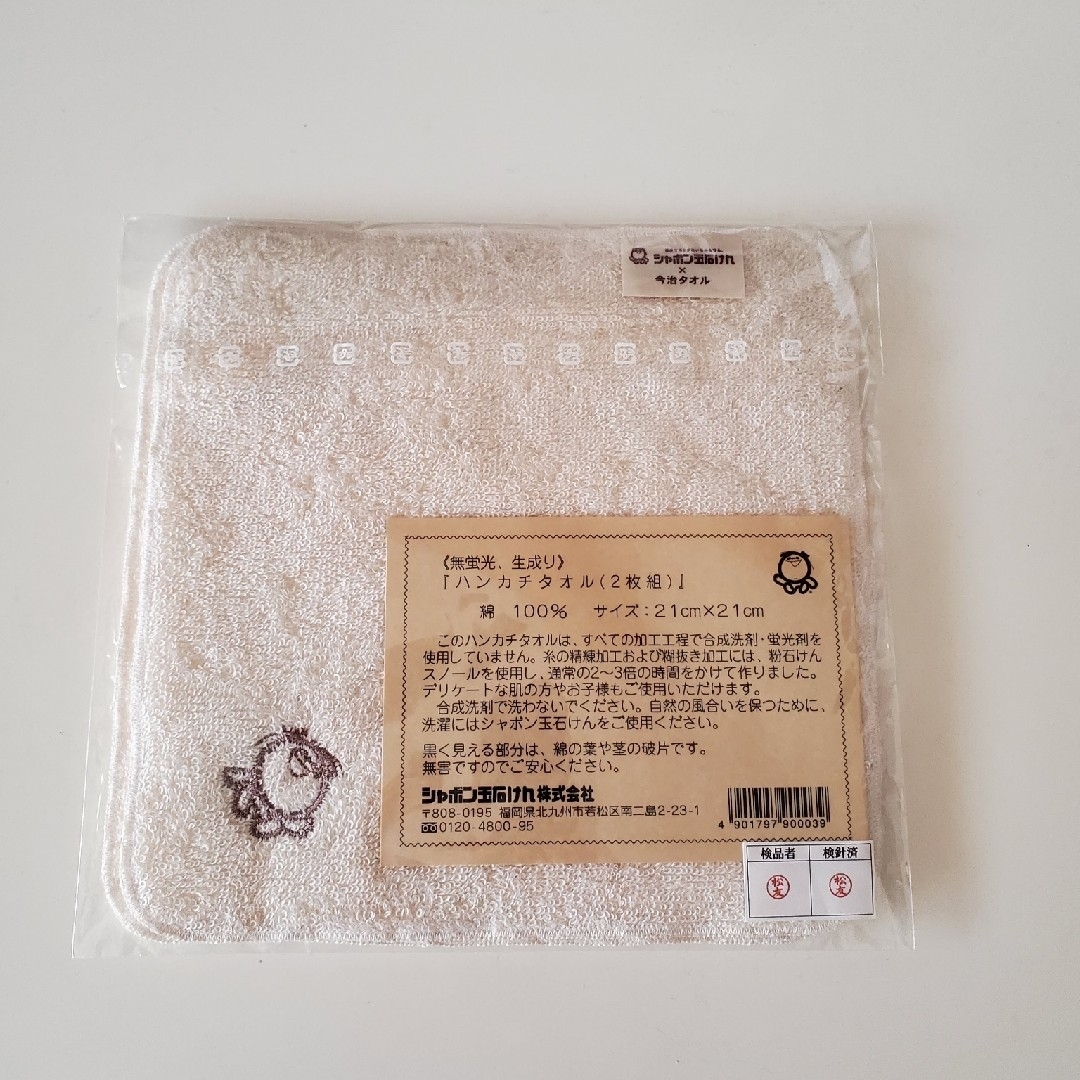 シャボン玉石けん
×
今治タオル
《無蛍光、生成り》
『ハンカチタオル(2枚組)』
綿 100% サイズ:21cm×21cm
このハンカチタオルは、すべての加工工程で合成洗剤・蛍光剤を
使用していません。糸の精練加工および糊抜き加工には、粉石けん
スノールを使用し、通常の2〜3倍の時間をかけて作りました。
デリケートな肌の方やお子様もご使用いただけます。
合成洗剤で洗わないでください。自然の風合いを保つために、
洗濯にはシャボン玉石けんをご使用ください。
黒く見える部分は、綿の葉や茎の破片です。
無害ですのでご安心ください。
シャボン玉石けん株式会社
〒808-0195 福岡県北九州市若松区南二島2-23-1
0120-4800-95
4 901797 900039
検品者 検針済
松友 松友